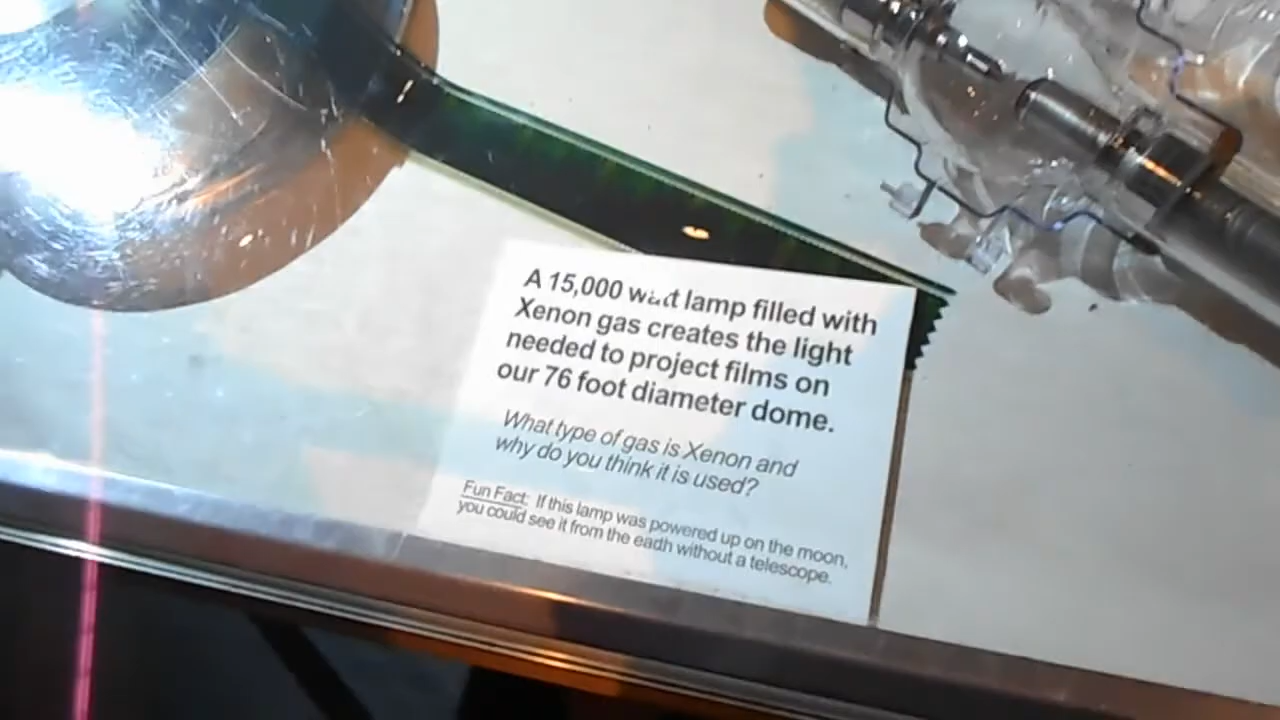 A 15,000 watt lamp filled with
Xenon gas creates the light
needed to project films on
our 76 foot diameter dome.
What type of gas is Xenon and
why do you think it is used?
Fun Fact: If this lamp was powered up on the moon,
you could see it from the earth without a telescope.